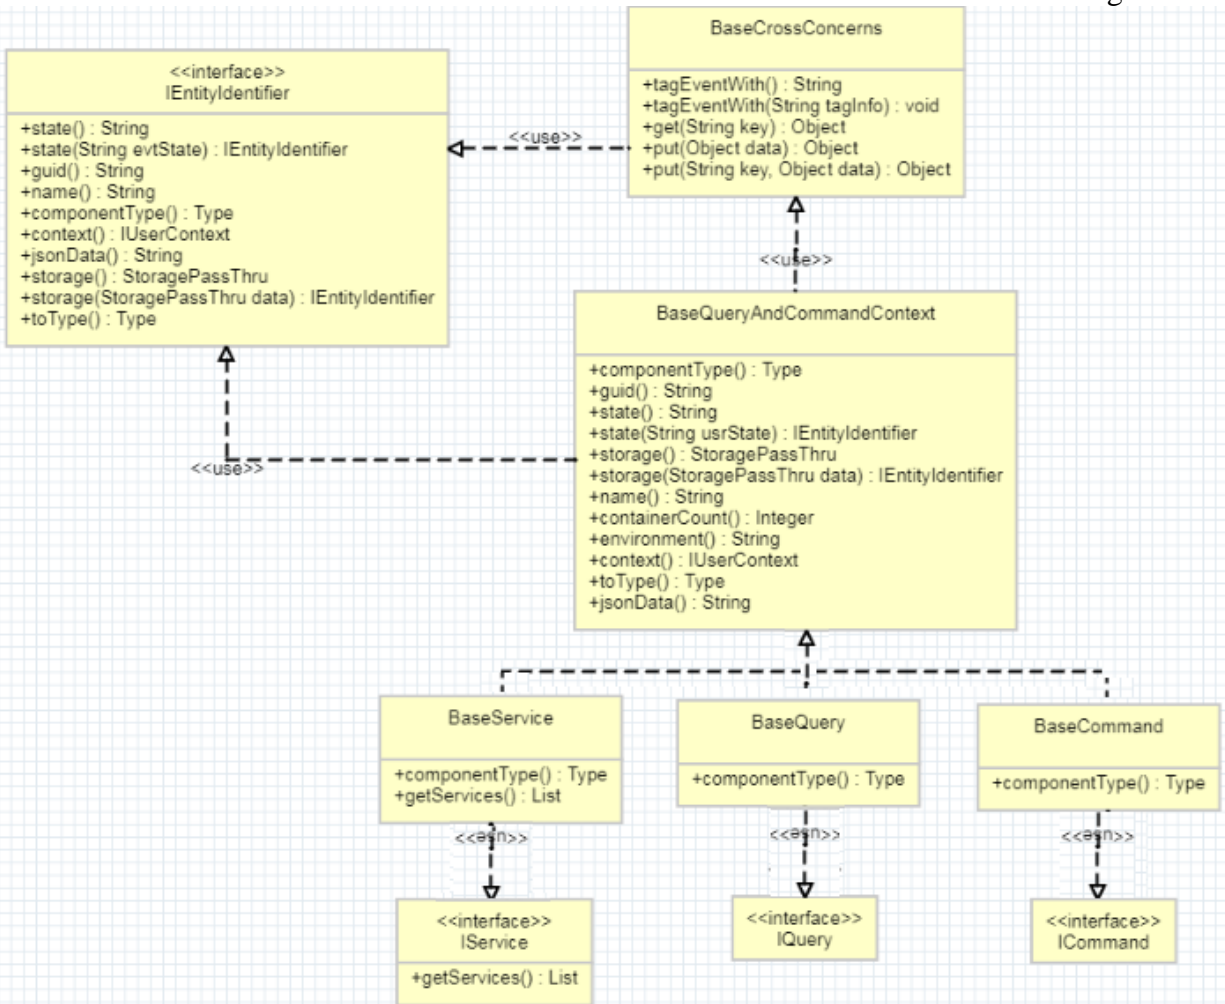 g
BaseCrossConcerns
+tagEventWith() : String
+tagEventWith(String tagInfo) : void
+get(String key) : Object
+put(Object data) : Object
+put(String key, Object data) : Object
<<interface>>
IEntityIdentifier
+state() : String
+state(String evtState) : IEntityIdentifier
+guid() : String
+name() : String
+componentType() : Type
+context() : IUserContext
+jsonData() : String
+storage() : StoragePassThru
+storage(StoragePassThru data) : IEntityIdentifier
+toType() : Type
<<use>>
<<use>>
BaseQueryAndCommandContext
+componentType() : Type
+guid() : String
+state() : String
+state(String usrState) : IEntityIdentifier
+storage() : StoragePassThru
+storage(StoragePassThru data) : IEntityIdentifier
+name() : String
+containerCount() : Integer
+environment() : String
+context() : IUserContext
+toType() : Type
+jsonData() : String
<<use>>
BaseService
+componentType() : Type
+getServices() : List
BaseQuery
+componentType() : Type
BaseCommand
+componentType() : Type
<<use>>
<<use>>
<<use>>
<<interface>>
IService
+getServices() : List
<<interface>>
IQuery
<<interface>>
ICommand